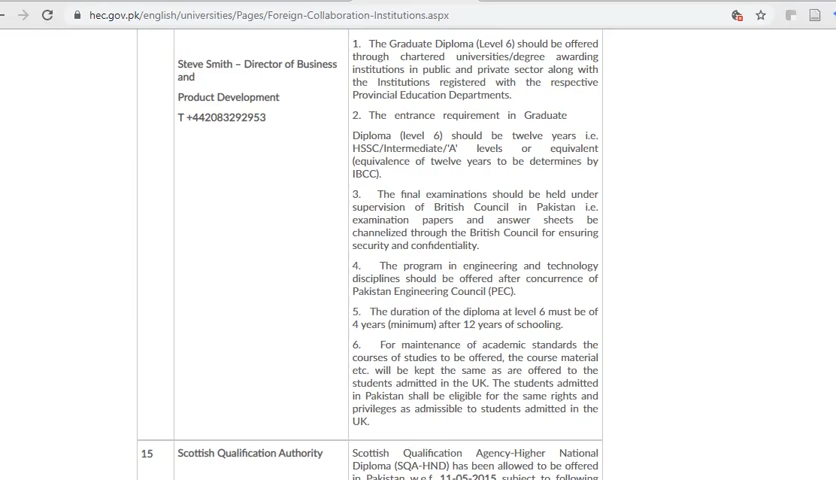 hec.gov.pk/english/universities/Pages/Foreign-Collaboration-Institutions.aspx
Steve Smith – Director of Business
and
Product Development
T +442083292953
1. The Graduate Diploma (Level 6) should be offered
through chartered universities/degree awarding
institutions in public and private sector along with
the Institutions registered with the respective
Provincial Education Departments.
2. The entrance requirement in Graduate
Diploma (level 6) should be twelve years i.e.
HSSC/Intermediate/'A' levels or equivalent
(equivalence of twelve years to be determines by
IBCC).
3. The final examinations should be held under
supervision of British Council in Pakistan i.e.
examination papers and answer sheets be
channelized through the British Council for ensuring
security and confidentiality.
4. The program in engineering and technology
disciplines should be offered after concurrence of
Pakistan Engineering Council (PEC).
5. The duration of the diploma at level 6 must be of
4 years (minimum) after 12 years of schooling.
6. For maintenance of academic standards the
courses of studies to be offered, the course material
etc. will be kept the same as are offered to the
students admitted in the UK. The students admitted
in Pakistan shall be eligible for the same rights and
privileges as admissible to students admitted in the
UK.
15
Scottish Qualification Authority
Scottish Qualification Agency-Higher National
Diploma (SQA-HND) has been allowed to be offered
in Pakistan w.e.f. 11-05-2015 subject to following